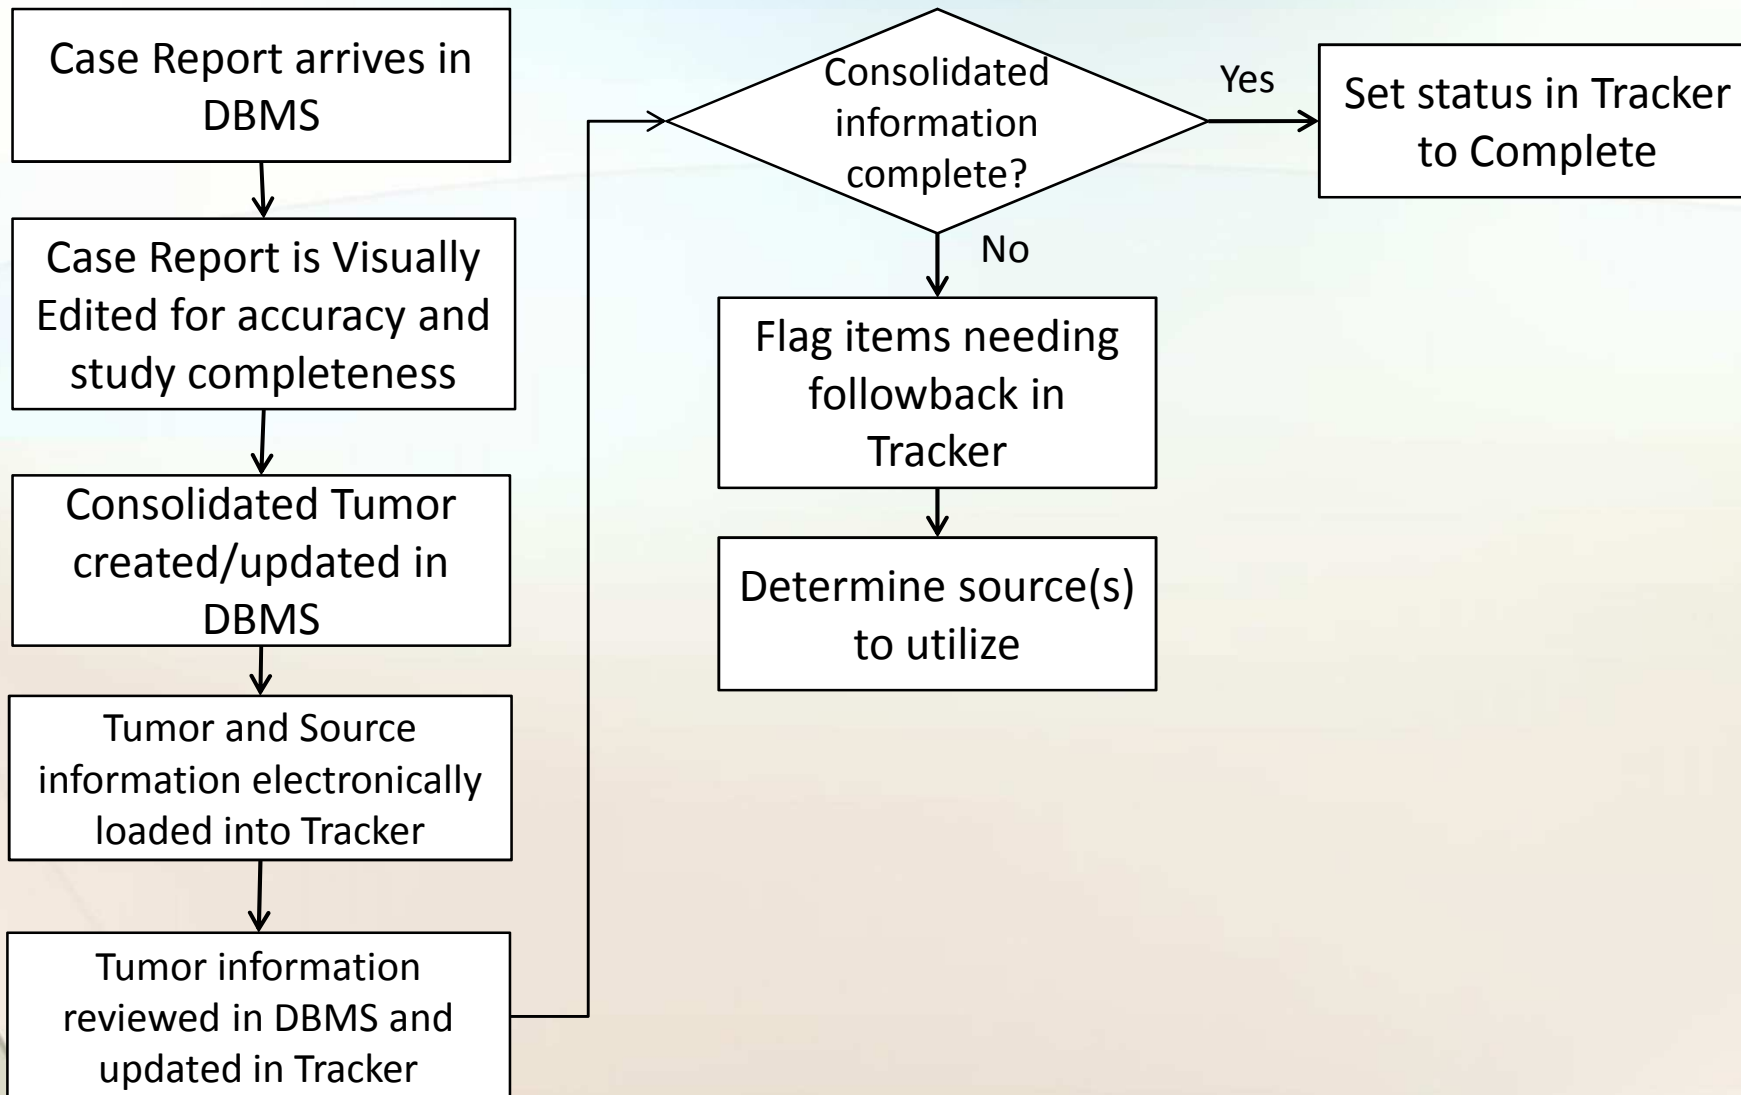 Case Report arrives in
DBMS
Case Report is Visually
Edited for accuracy and
study completeness
Consolidated Tumor
created/updated in
DBMS
Tumor and Source
information electronically
loaded into Tracker
Tumor information
reviewed in DBMS and
updated in Tracker
Consolidated
information
complete?
Yes
Set status in Tracker
to Complete
No
Flag items needing
followback in
Tracker
Determine source(s)
to utilize